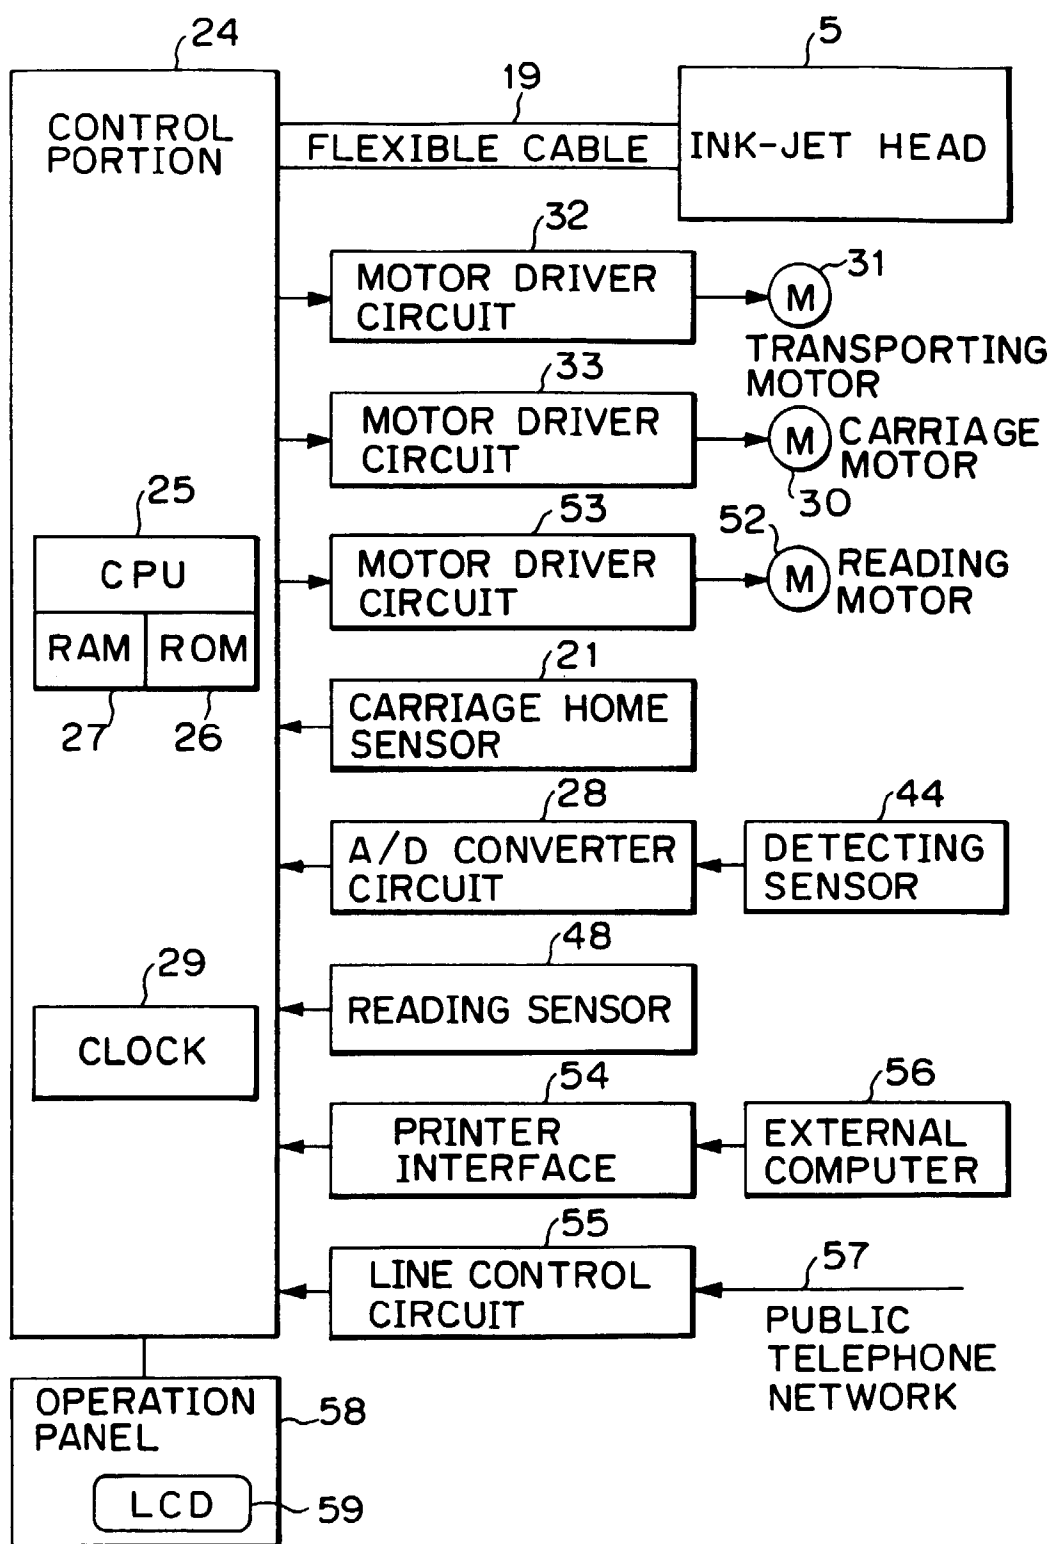 24
CONTROL
PORTION
19
FLEXIBLE CABLE
5
INK-JET HEAD
32
MOTOR DRIVER
CIRCUIT
31
M
TRANSPORTING
MOTOR
33
MOTOR DRIVER
CIRCUIT
M
CARRIAGE
MOTOR
30
25
CPU
RAM
ROM
27
26
53
MOTOR DRIVER
CIRCUIT
52
M
READING
MOTOR
21
CARRIAGE HOME
SENSOR
28
A/D CONVERTER
CIRCUIT
44
DETECTING
SENSOR
48
READING SENSOR
29
CLOCK
54
PRINTER
INTERFACE
56
EXTERNAL
COMPUTER
55
LINE CONTROL
CIRCUIT
57
PUBLIC
TELEPHONE
NETWORK
OPERATION
PANEL
58
LCD
59